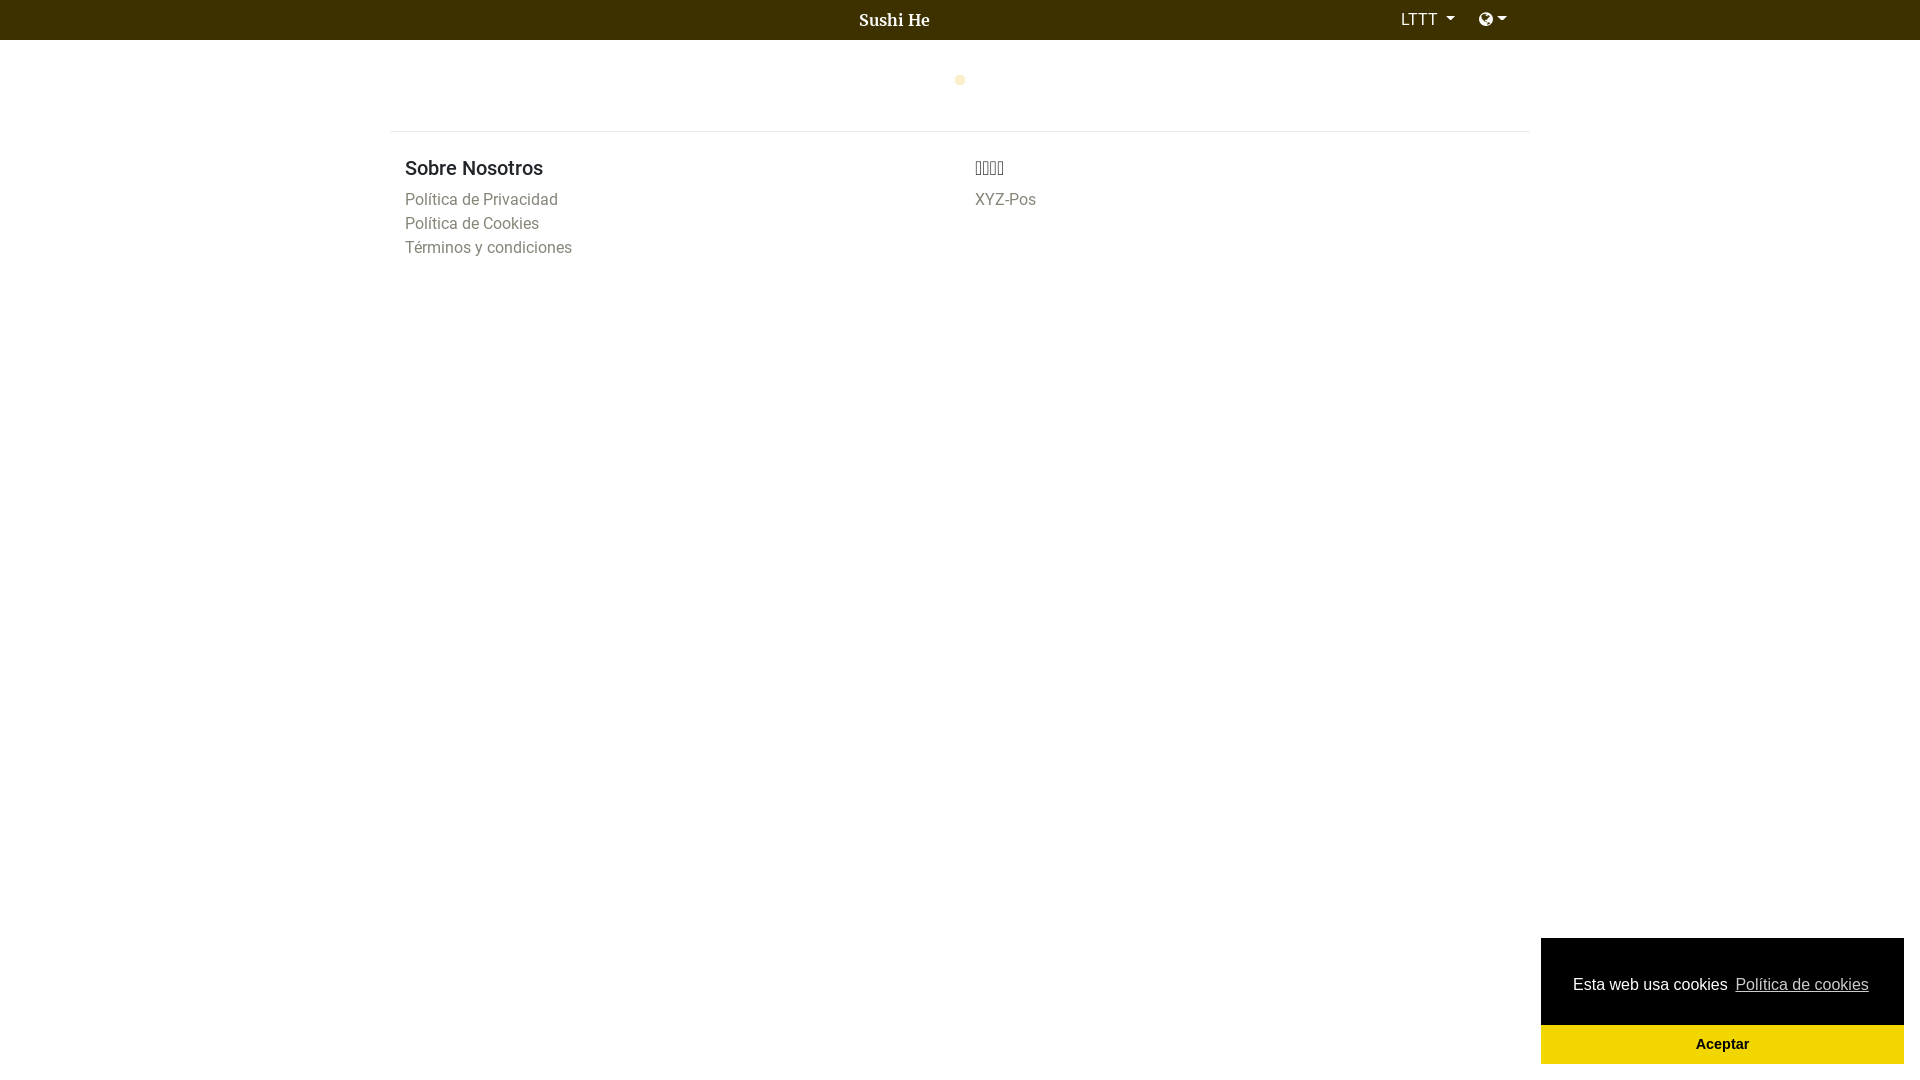 Sushi He
LTTT
Sobre Nosotros
Política de Privacidad
XYZ-Pos
Política de Cookies
Términos y condiciones
Esta web usa cookies Política de cookies
Aceptar